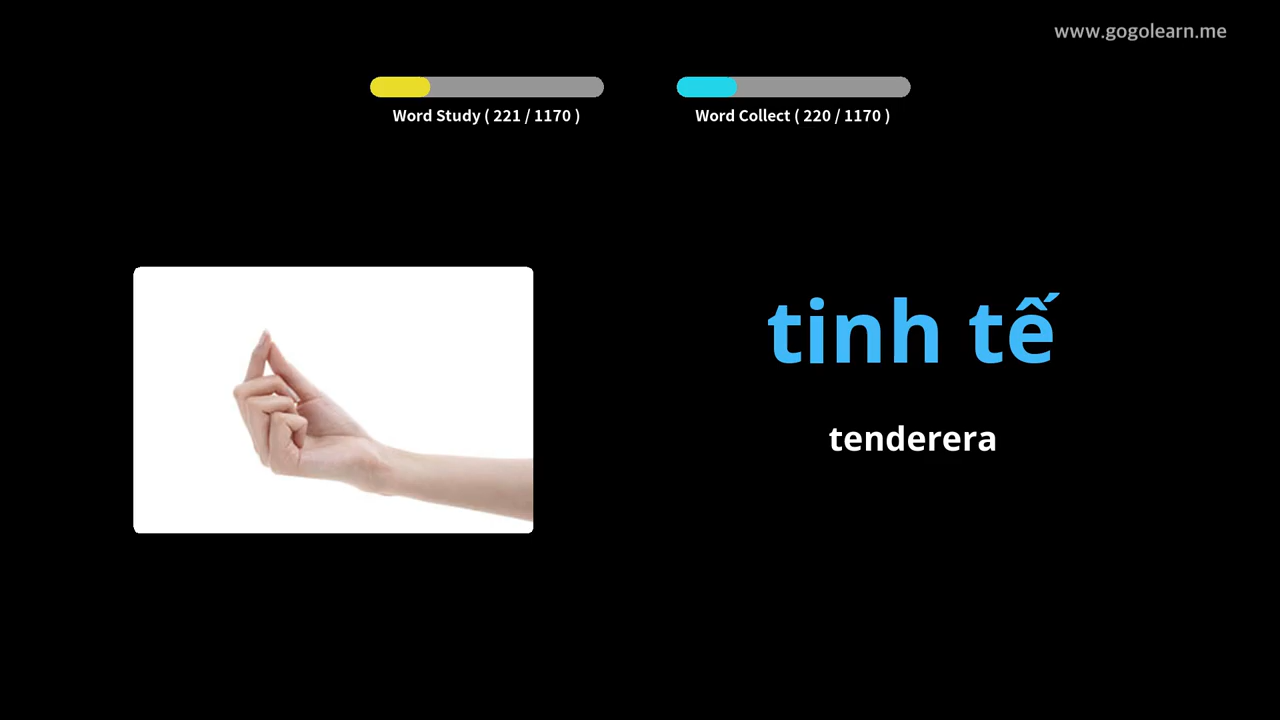 www.gogolearn.me
Word Study ( 221 / 1170 )
Word Collect ( 220 / 1170 )
tinh tế
tenderera